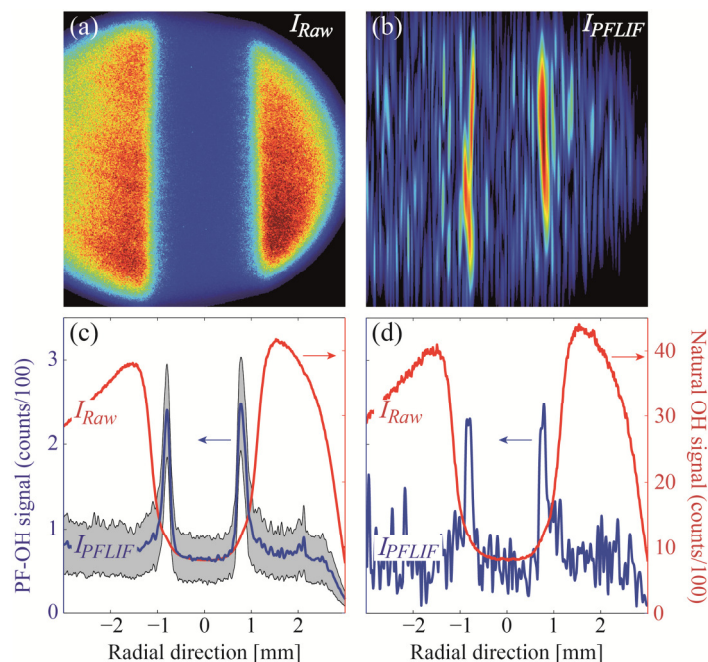 (a)
I_Raw
(b)
I_PFLIF
(c)
(d)
PF-OH signal (counts/100)
3
2
1
0
I_Raw
I_PFLIF
I_Raw
I_PFLIF
40
30
20
10
0
Natural OH signal (counts/100)
−2 −1 0 1 2
−2 −1 0 1 2
Radial direction [mm]
Radial direction [mm]